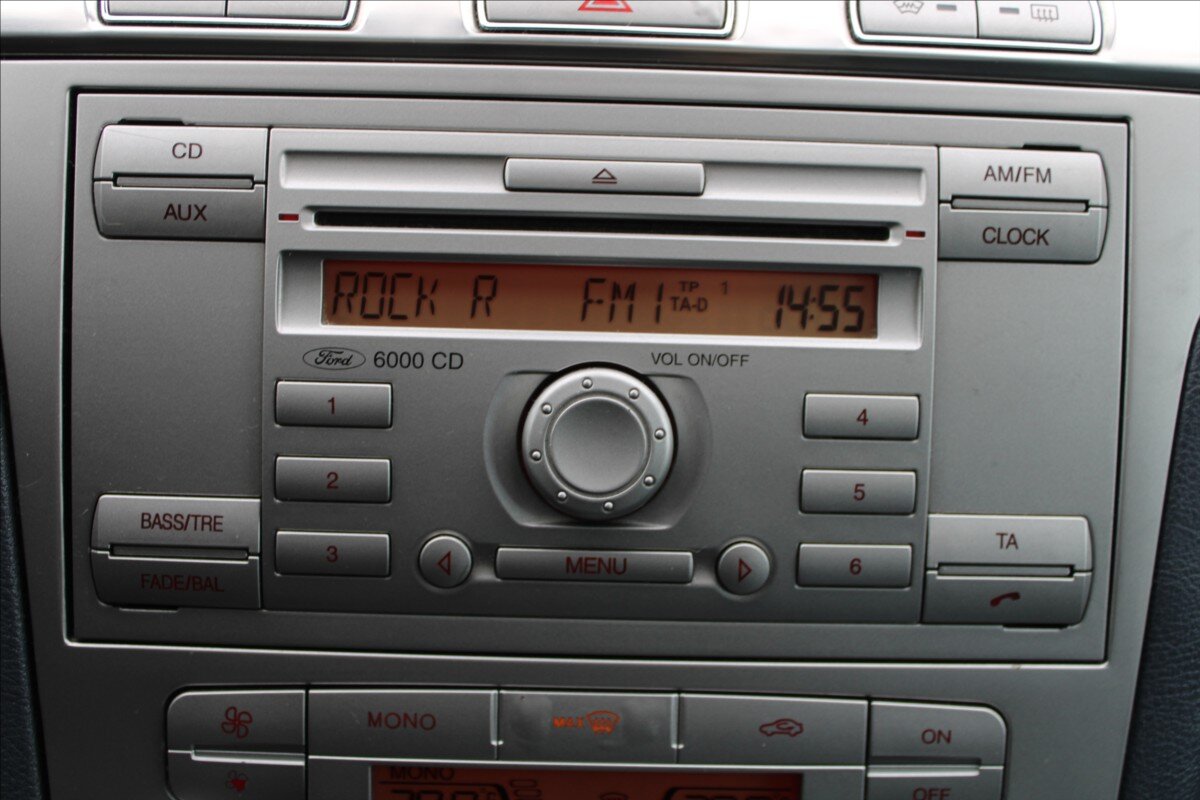 CD
AUX
AM/FM
CLOCK
ROCK R FM1 TP 1 TA-D 14:55
Ford 6000 CD
VOL ON/OFF
1
2
3
4
5
6
BASS/TRE
FADE/BAL
MENU
TA
MONO
MAX
ON
OFF
MONO